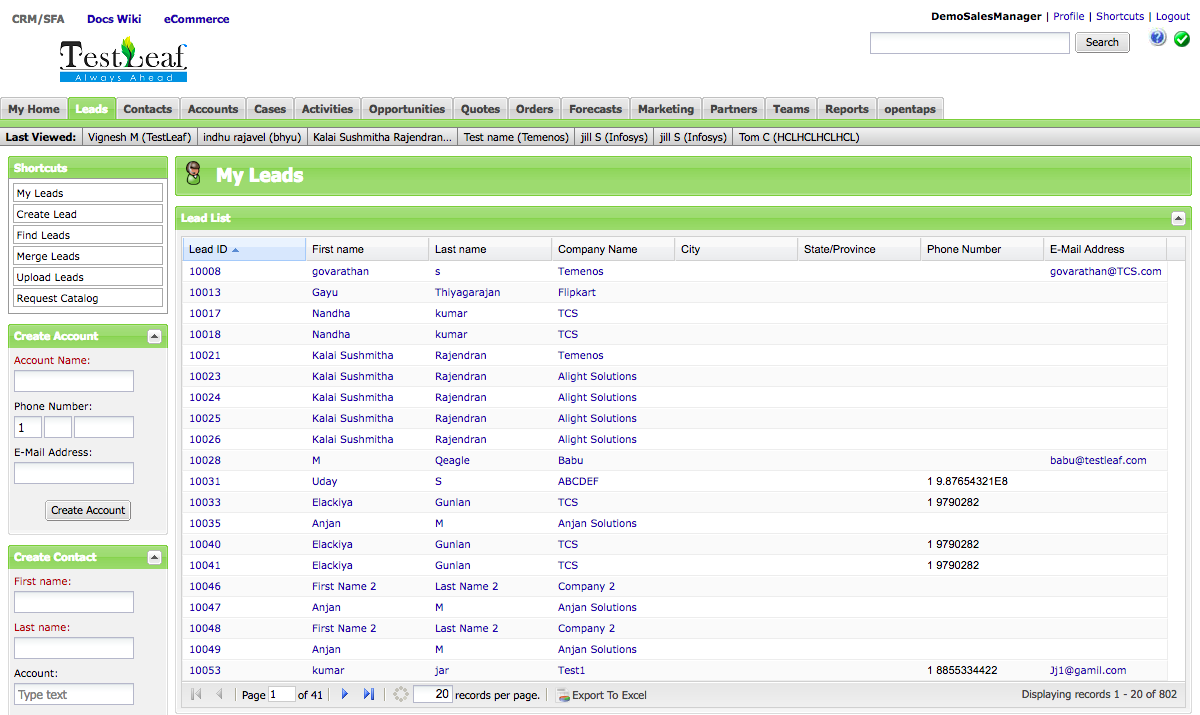 CRM/SFA Docs Wiki eCommerce
DemoSalesManager | Profile | Shortcuts | Logout
TestLeaf
Always Ahead
Search
My Home Leads Contacts Accounts Cases Activities Opportunities Quotes Orders Forecasts Marketing Partners Teams Reports opentaps
Last Viewed: Vignesh M (TestLeaf) indhu rajavel (bhyu) Kalai Sushmitha Rajendran... Test name (Temenos) jill S (Infosys) jill S (Infosys) Tom C (HCLHCLHCLHCL)
Shortcuts
My Leads
Create Lead
Find Leads
Merge Leads
Upload Leads
Request Catalog
Create Account
Account Name:
Phone Number:
1
E-Mail Address:
Create Account
Create Contact
First name:
Last name:
Account:
Type text
My Leads
Lead List
Lead ID First name Last name Company Name City State/Province Phone Number E-Mail Address
10008 govarathan s Temenos govarathan@TCS.com
10013 Gayu Thiyagarajan Flipkart
10017 Nandha kumar TCS
10018 Nandha kumar TCS
10021 Kalai Sushmitha Rajendran Temenos
10023 Kalai Sushmitha Rajendran Alight Solutions
10024 Kalai Sushmitha Rajendran Alight Solutions
10025 Kalai Sushmitha Rajendran Alight Solutions
10026 Kalai Sushmitha Rajendran Alight Solutions
10028 M Qeagle Babu babu@testleaf.com
10031 Uday S ABCDEF 1 9.87654321E8
10033 Elackiya Gunlan TCS 1 9790282
10035 Anjan M Anjan Solutions
10040 Elackiya Gunlan TCS 1 9790282
10041 Elackiya Gunlan TCS 1 9790282
10046 First Name 2 Last Name 2 Company 2
10047 Anjan M Anjan Solutions
10048 First Name 2 Last Name 2 Company 2
10049 Anjan M Anjan Solutions
10053 kumar jar Test1 1 8855334422 Jj1@gamil.com
Page 1 of 41 20 records per page. Export To Excel Displaying records 1 - 20 of 802